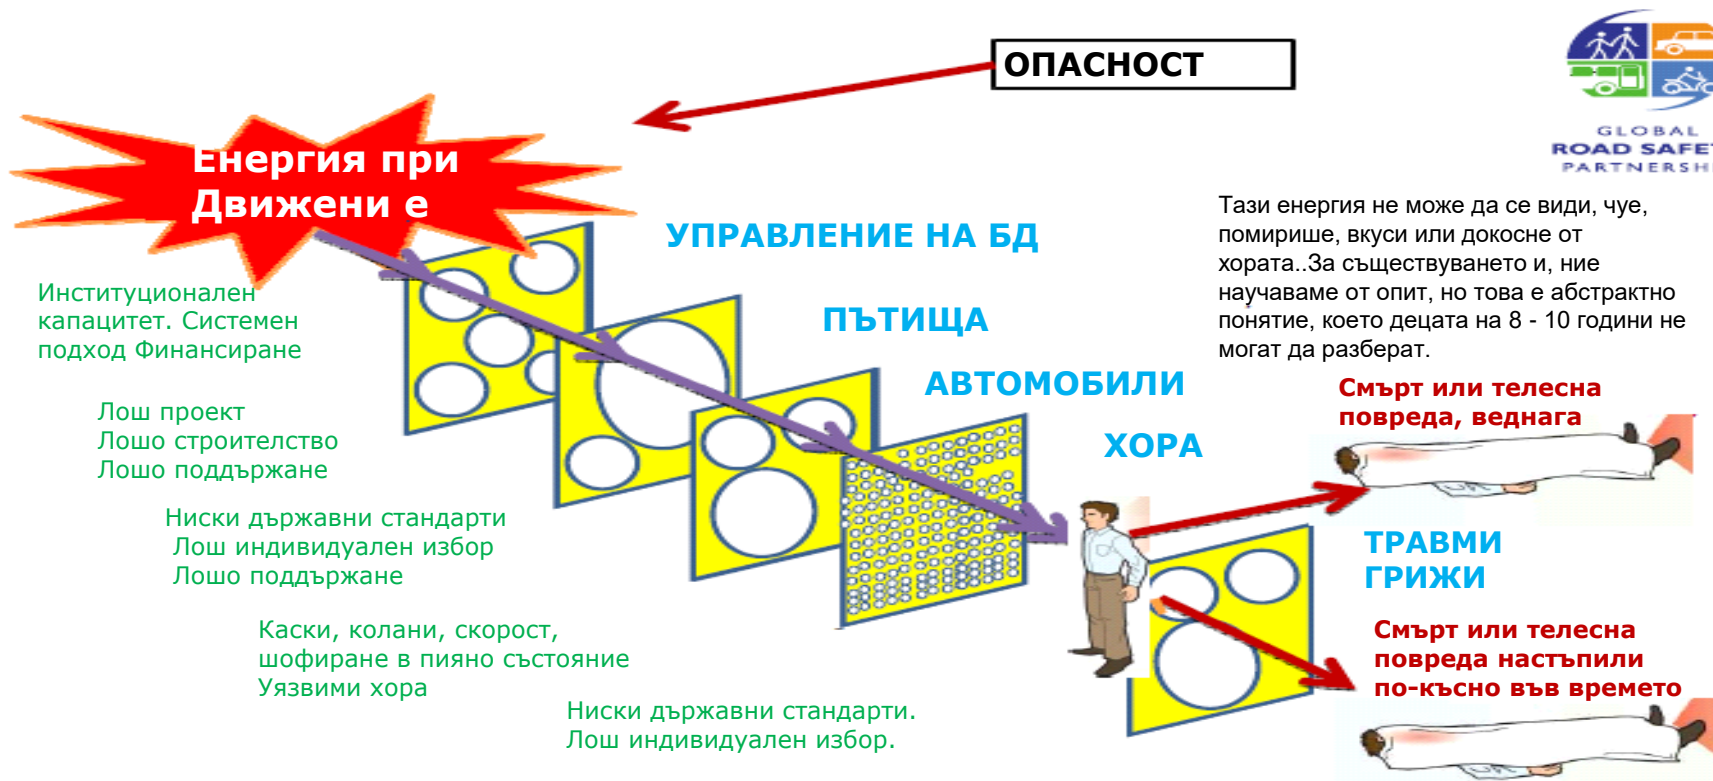 ОПАСНОСТ
GLOBAL
ROAD SAFET
PARTNERSH
Енергия при
Движени е
Тази енергия не може да се види, чуе,
помирише, вкуси или докосне от
хората..За съществуването и, ние
научаваме от опит, но това е абстрактно
понятие, което децата на 8 - 10 години не
могат да разберат.
УПРАВЛЕНИЕ НА БД
Институционален
капацитет. Системен
подход Финансиране
ПЪТИЩА
АВТОМОБИЛИ
Смърт или телесна
повреда, веднага
Лош проект
Лошо строителство
Лошо поддържане
ХОРА
Ниски държавни стандарти
Лош индивидуален избор
Лошо поддържане
ТРАВМИ
ГРИЖИ
Каски, колани, скорост,
шофиране в пияно състояние
Уязвими хора
Смърт или телесна
повреда настъпили
по-късно във времето
Ниски държавни стандарти.
Лош индивидуален избор.